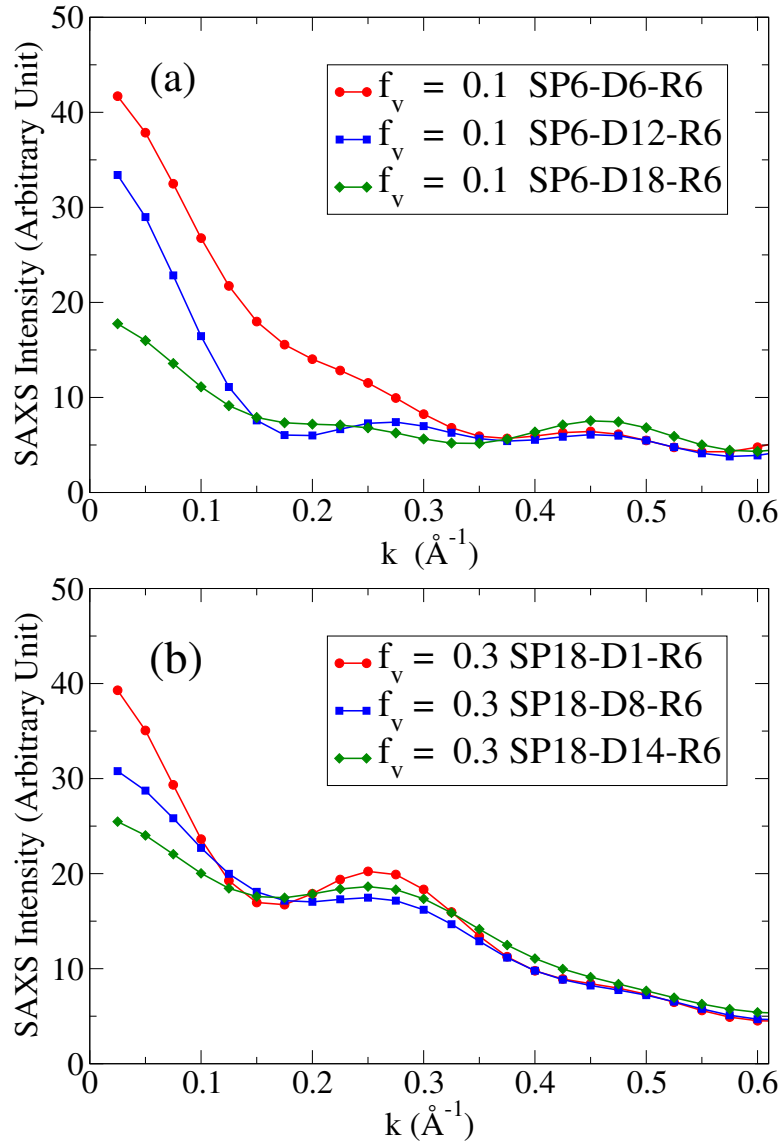 50
(a)
f_v = 0.1 SP6-D6-R6
40
f_v = 0.1 SP6-D12-R6
f_v = 0.1 SP6-D18-R6
30
SAXS Intensity (Arbitrary Unit)
20
10
0
0 0.1 0.2 0.3 0.4 0.5 0.6
k (Å⁻¹)
50
(b)
f_v = 0.3 SP18-D1-R6
40
f_v = 0.3 SP18-D8-R6
f_v = 0.3 SP18-D14-R6
30
SAXS Intensity (Arbitrary Unit)
20
10
0
0 0.1 0.2 0.3 0.4 0.5 0.6
k (Å⁻¹)